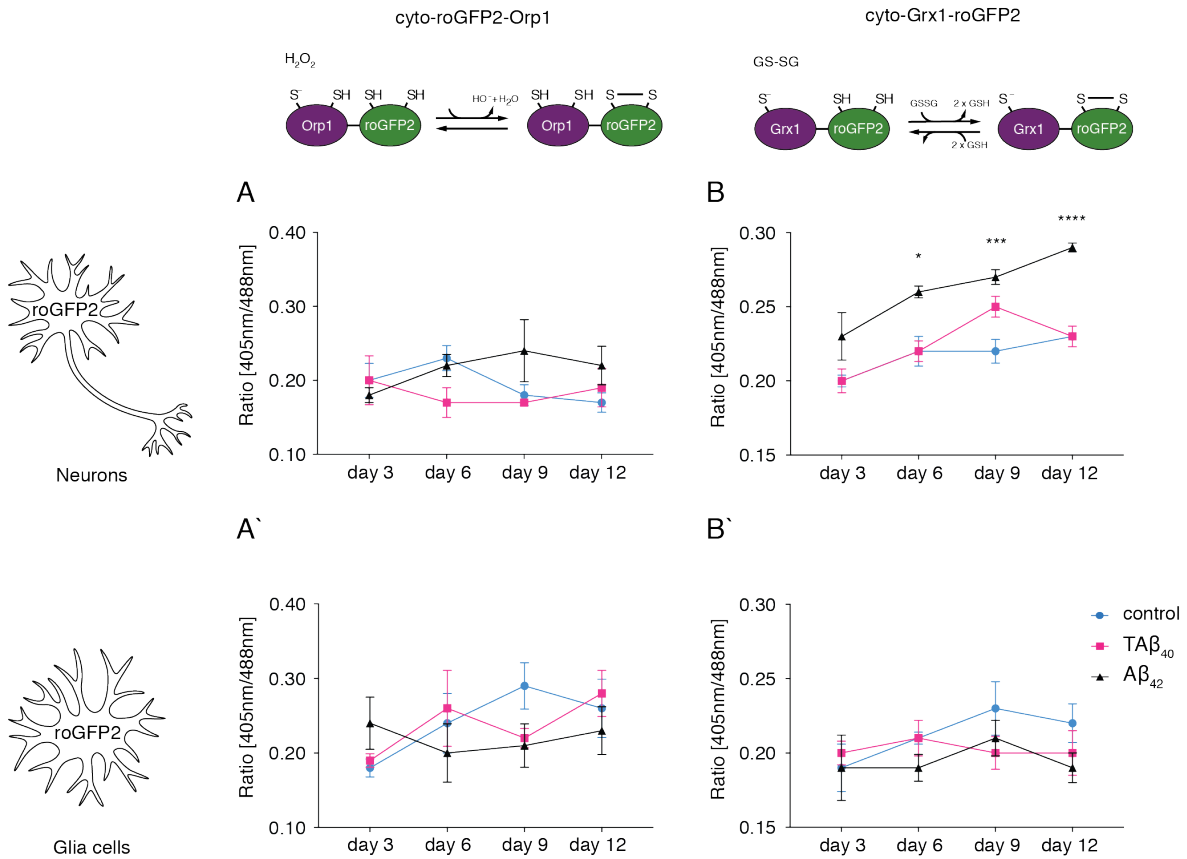 cyto-roGFP2-Orp1
cyto-Grx1-roGFP2
H₂O₂
GS-SG
S⁻ SH SH SH
HO⁻ + H₂O
SH SH S S
Orp1 roGFP2
Orp1 roGFP2
S⁻ SH SH
GSSG 2 x GSH
2 x GSH
S⁻ S S
Grx1 roGFP2
Grx1 roGFP2
A
0.40
0.30
0.20
0.10
Ratio [405nm/488nm]
day 3 day 6 day 9 day 12
B
0.30
0.25
0.20
0.15
Ratio [405nm/488nm]
* *** ****
day 3 day 6 day 9 day 12
roGFP2
Neurons
A`
0.40
0.30
0.20
0.10
Ratio [405nm/488nm]
day 3 day 6 day 9 day 12
B`
0.30
0.25
0.20
0.15
Ratio [405nm/488nm]
day 3 day 6 day 9 day 12
control
TAβ₄₀
Aβ₄₂
roGFP2
Glia cells